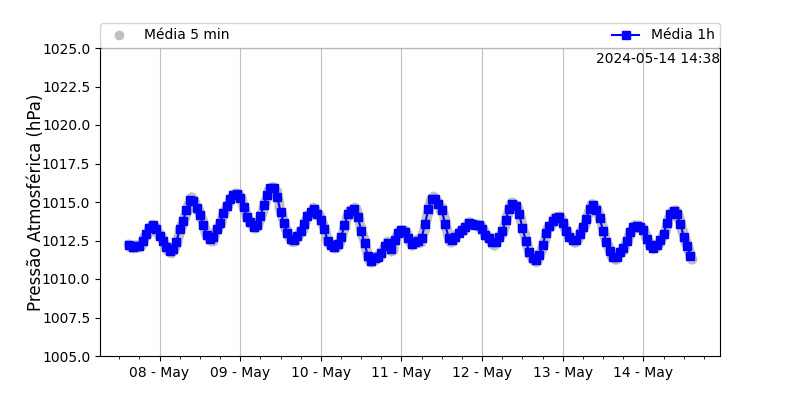 Média 5 min
Média 1h
2024-05-14 14:38
Pressão Atmosférica (hPa)
1025.0
1022.5
1020.0
1017.5
1015.0
1012.5
1010.0
1007.5
1005.0
08 - May
09 - May
10 - May
11 - May
12 - May
13 - May
14 - May